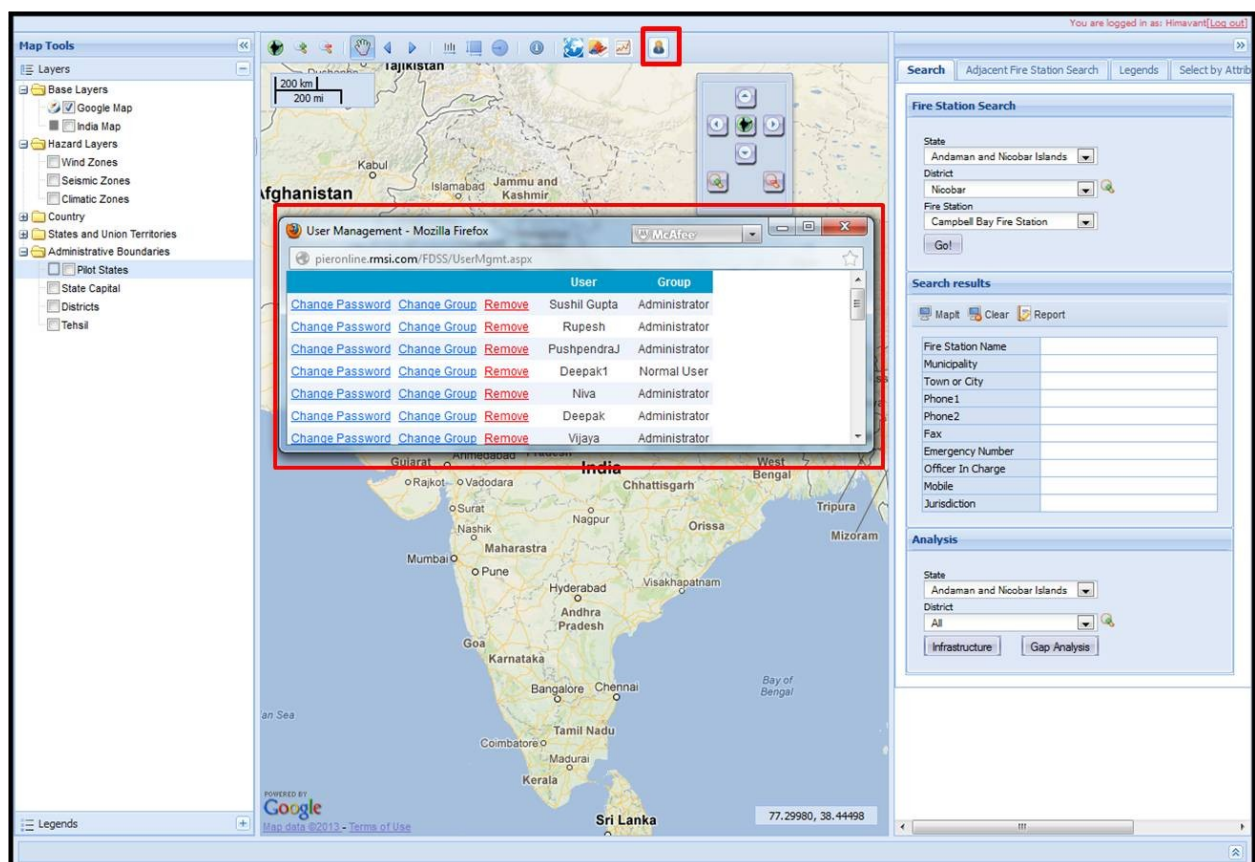 You are logged in as: Himavant[Log out]
Map Tools
Layers
Base Layers
Google Map
India Map
Hazard Layers
Wind Zones
Seismic Zones
Climatic Zones
Country
States and Union Territories
Administrative Boundaries
Pilot States
State Capital
Districts
Tehsil
Legends
200 km
200 mi
Dushanbe
Tajikistan
Kabul
Afghanistan
Islamabad
Jammu and
Kashmir
User Management - Mozilla Firefox
McAfee
pieronline.rmsi.com/FDSS/UserMgmt.aspx
User Group
Change Password Change Group Remove Sushil Gupta Administrator
Change Password Change Group Remove Rupesh Administrator
Change Password Change Group Remove PushpendraJ Administrator
Change Password Change Group Remove Deepak1 Normal User
Change Password Change Group Remove Niva Administrator
Change Password Change Group Remove Deepak Administrator
Change Password Change Group Remove Vijaya Administrator
Gujarat
Ahmedabad
Pradesh
India
West
Bengal
Rajkot
Vadodara
Chhattisgarh
Surat
Nagpur
Orissa
Tripura
Mizoram
Nashik
Maharastra
Mumbai
Pune
Hyderabad
Visakhapatnam
Andhra
Pradesh
Goa
Karnataka
Bangalore
Chennai
Bay of
Bengal
an Sea
Tamil Nadu
Coimbatore
Madurai
Kerala
Sri Lanka
POWERED BY
Google
Map data ©2013 - Terms of Use
77.29980, 38.44498
Search
Adjacent Fire Station Search
Legends
Select by Attrib
Fire Station Search
State
Andaman and Nicobar Islands
District
Nicobar
Fire Station
Campbell Bay Fire Station
Go!
Search results
MapIt Clear Report
Fire Station Name
Municipality
Town or City
Phone1
Phone2
Fax
Emergency Number
Officer In Charge
Mobile
Jurisdiction
Analysis
State
Andaman and Nicobar Islands
District
All
Infrastructure
Gap Analysis